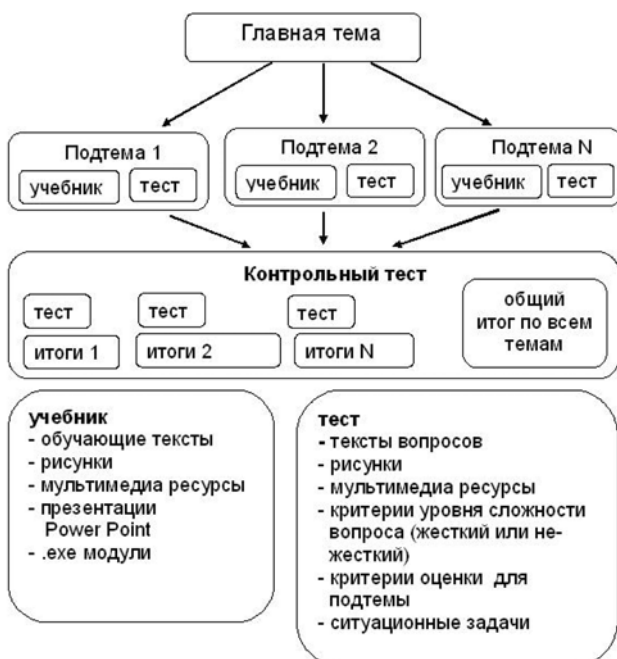 Главная тема
Подтема 1
учебник
тест
Подтема 2
учебник
тест
Подтема N
учебник
тест
Контрольный тест
тест
тест
тест
итоги 1
итоги 2
итоги N
общий
итог по всем
темам
учебник
- обучающие тексты
- рисунки
- мультимедиа ресурсы
- презентации
Power Point
- .exe модули
тест
- тексты вопросов
- рисунки
- мультимедиа ресурсы
- критерии уровня сложности
вопроса (жесткий или не-
жесткий)
- критерии оценки для
подтемы
- ситуационные задачи